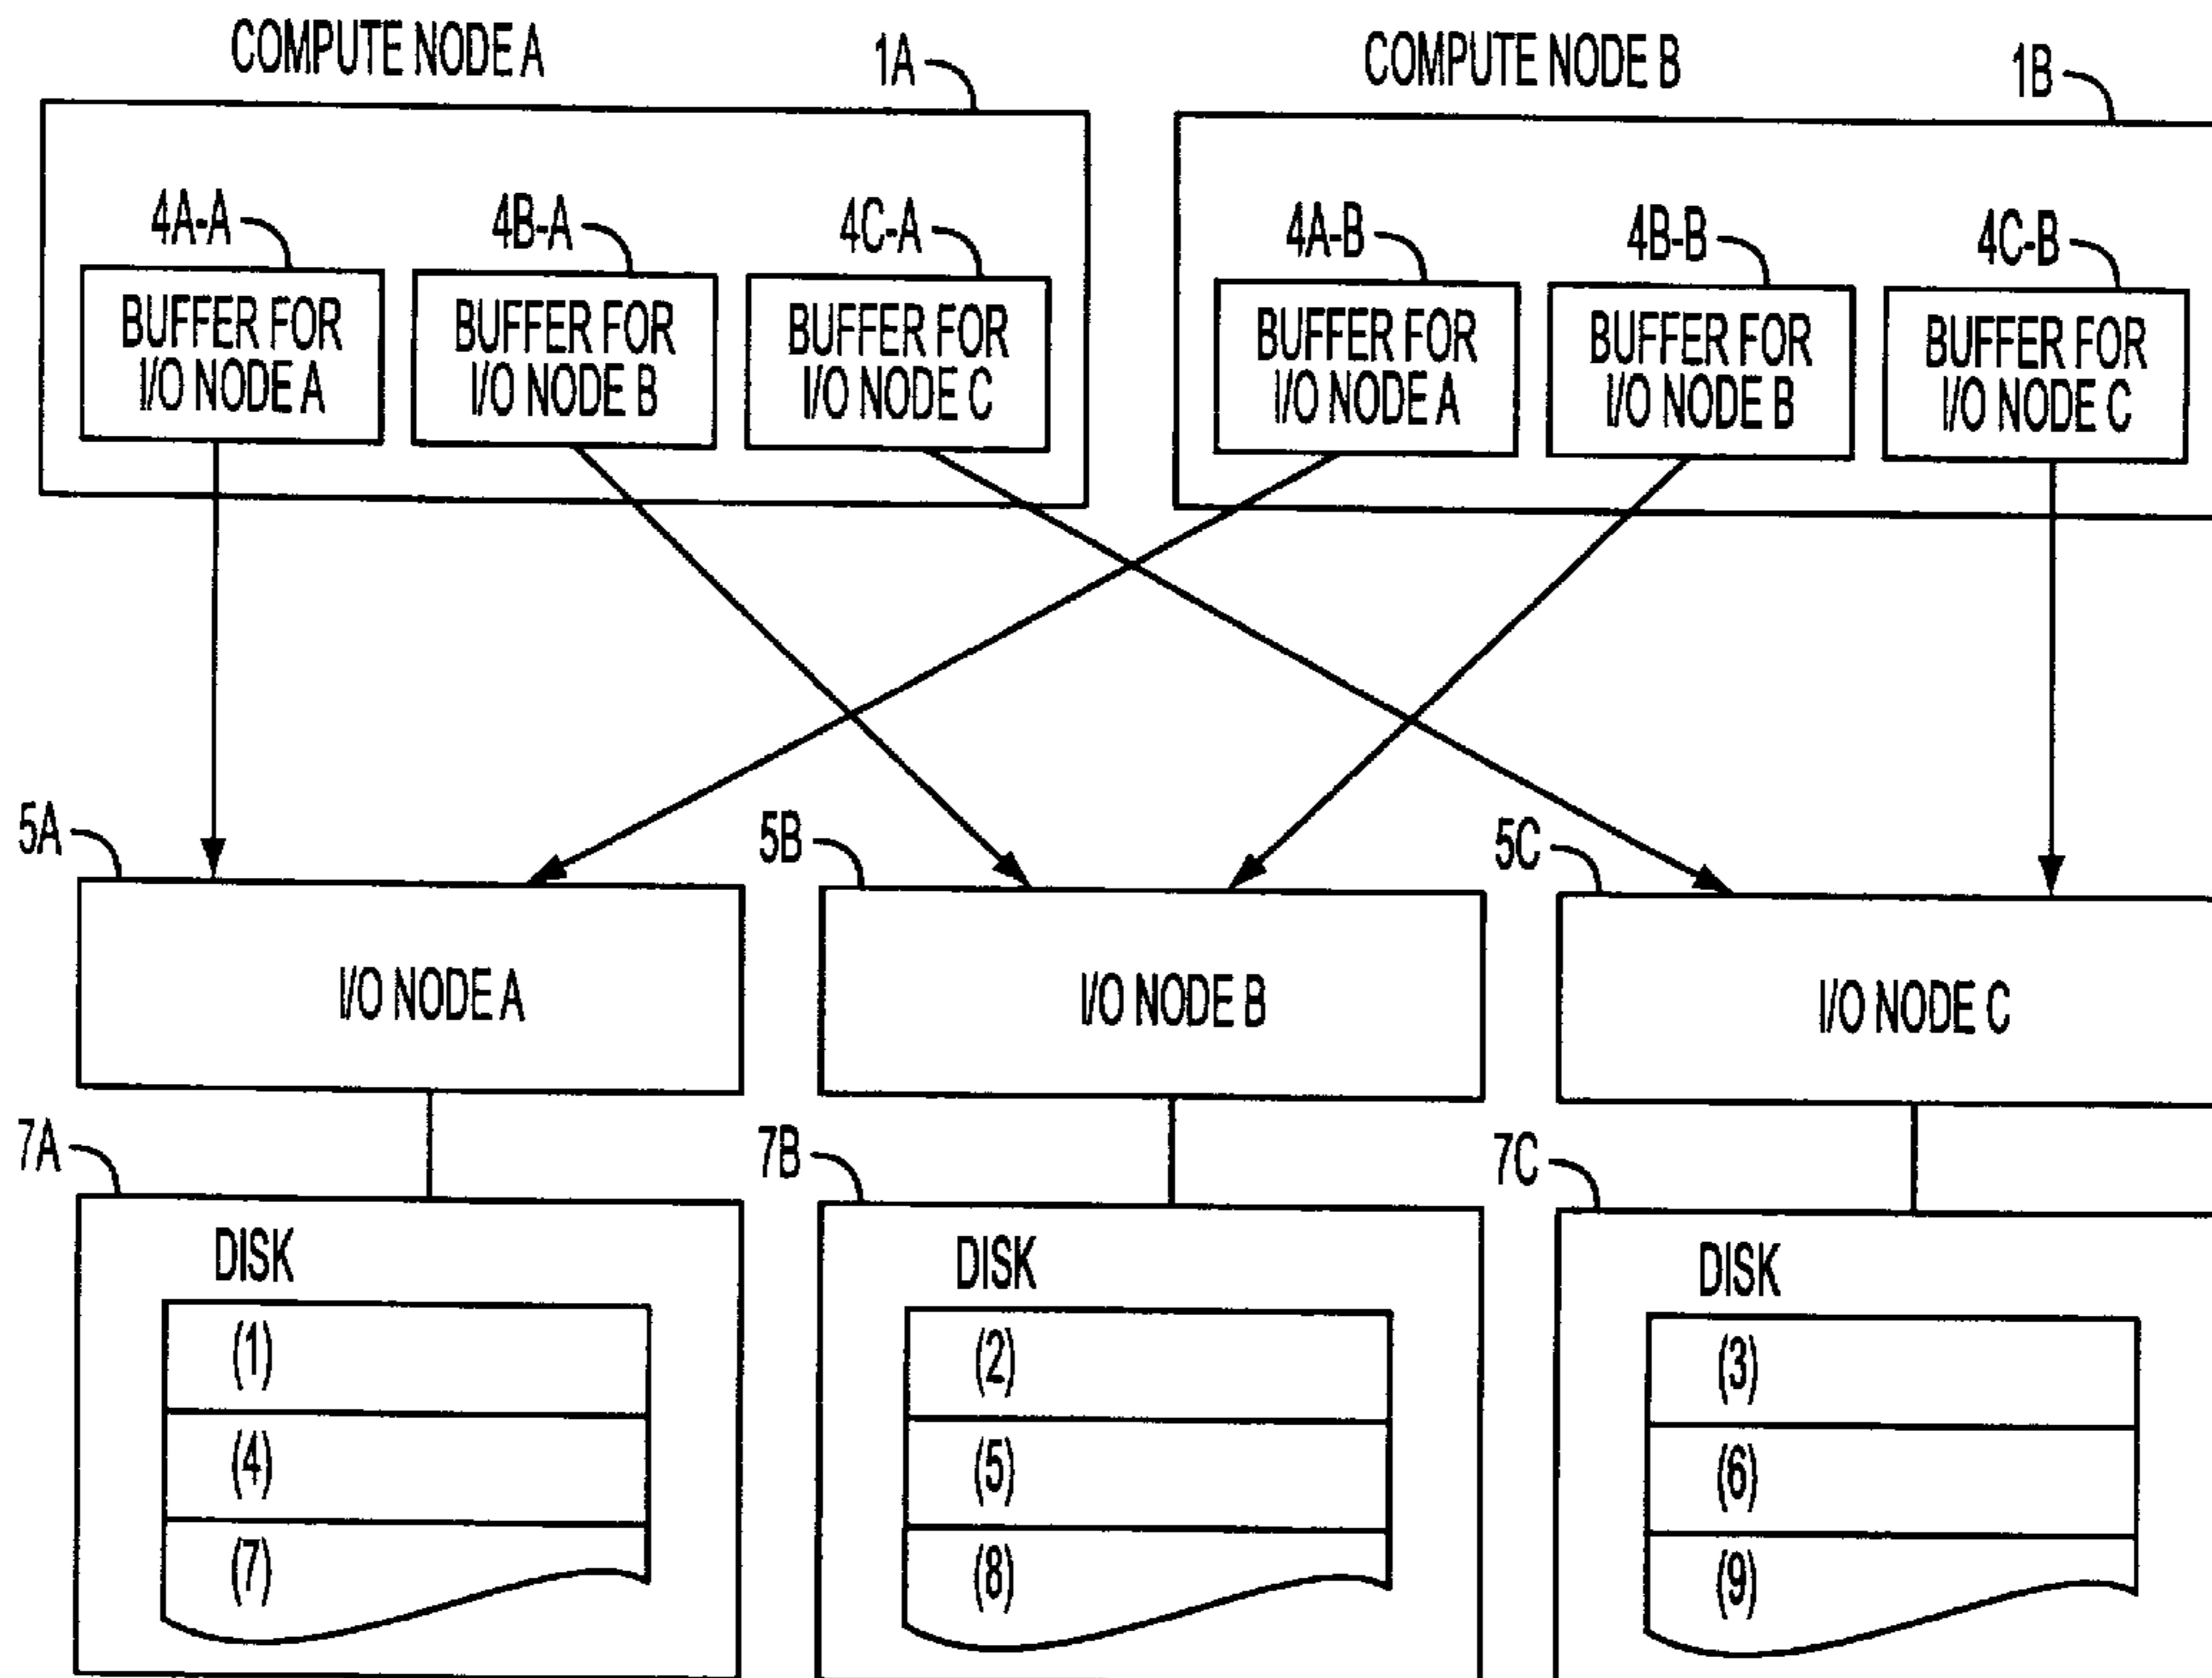 COMPUTE NODE A
1A
COMPUTE NODE B
1B
4A-A
4B-A
4C-A
4A-B
4B-B
4C-B
BUFFER FOR
I/O NODE A
BUFFER FOR
I/O NODE B
BUFFER FOR
I/O NODE C
BUFFER FOR
I/O NODE A
BUFFER FOR
I/O NODE B
BUFFER FOR
I/O NODE C
5A
5B
5C
I/O NODE A
I/O NODE B
I/O NODE C
7A
7B
7C
DISK
(1)
(4)
(7)
DISK
(2)
(5)
(8)
DISK
(3)
(6)
(9)